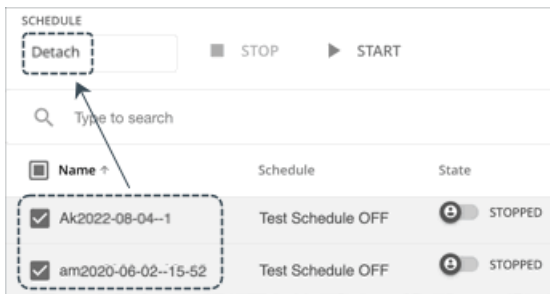 SCHEDULE
Detach STOP START
Type to search
Name ↑ Schedule State
Ak2022-08-04--1 Test Schedule OFF STOPPED
am2020-06-02--15-52 Test Schedule OFF STOPPED